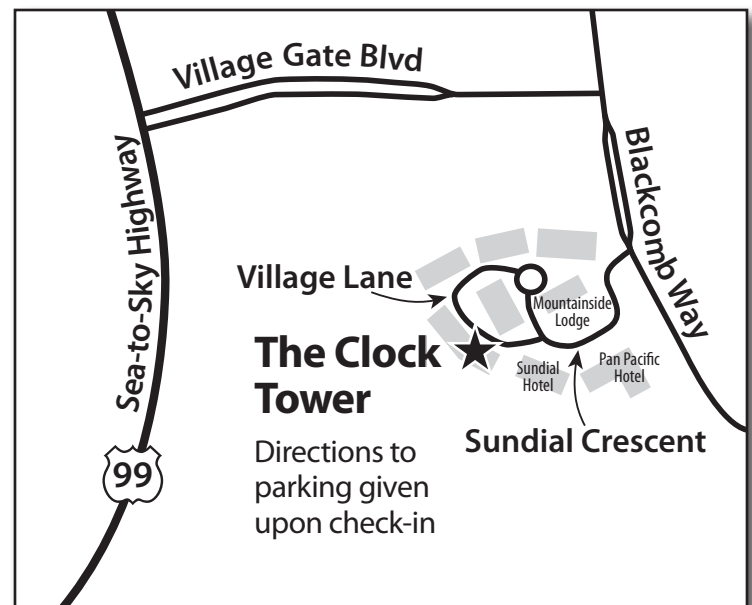 Village Gate Blvd
Sea-to-Sky Highway
Blackcomb Way
Village Lane
Mountainside
Lodge
The Clock
Tower
Sundial
Hotel
Pan Pacific
Hotel
Sundial Crescent
Directions to
parking given
upon check-in
99